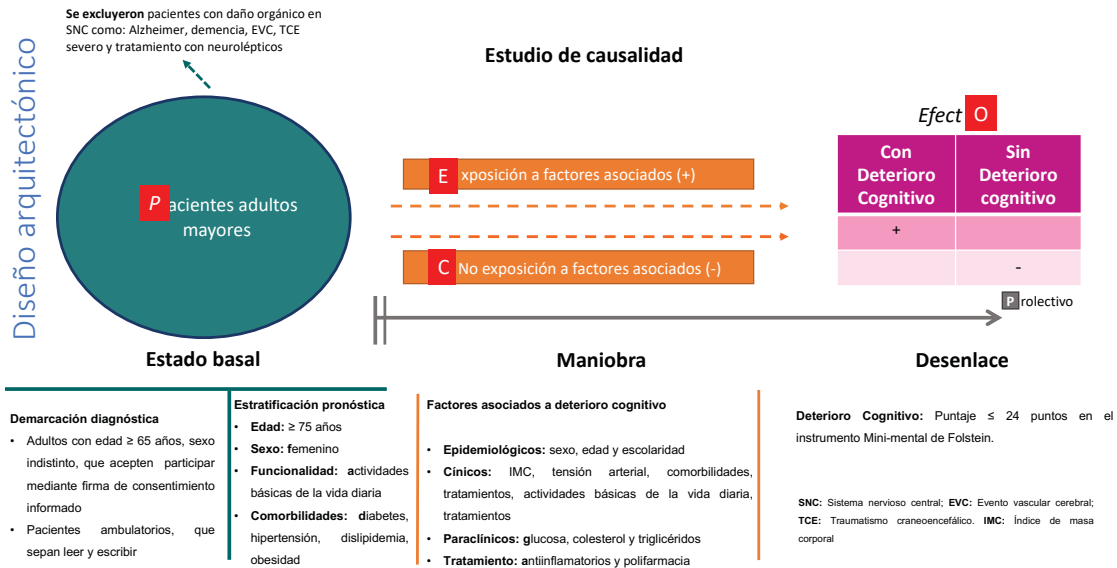 Diseño arquitectónico
Se excluyeron pacientes con daño orgánico en
SNC como: Alzheimer, demencia, EVC, TCE
severo y tratamiento con neurolépticos
Estudio de causalidad
Pacientes adultos
mayores
Exposición a factores asociados (+)
C No exposición a factores asociados (-)
Efect O
Con
Deterioro
Cognitivo
Sin
Deterioro
cognitivo
+
-
Prolectivo
Estado basal
Maniobra
Desenlace
Demarcación diagnóstica
• Adultos con edad ≥ 65 años, sexo
indistinto, que acepten participar
mediante firma de consentimiento
informado
• Pacientes ambulatorios, que
sepan leer y escribir
Estratificación pronóstica
• Edad: ≥ 75 años
• Sexo: femenino
• Funcionalidad: actividades
básicas de la vida diaria
• Comorbilidades: diabetes,
hipertensión, dislipidemia,
obesidad
Factores asociados a deterioro cognitivo
• Epidemiológicos: sexo, edad y escolaridad
• Cínicos: IMC, tensión arterial, comorbilidades,
tratamientos, actividades básicas de la vida diaria,
tratamientos
• Paraclínicos: glucosa, colesterol y triglicéridos
• Tratamiento: antiinflamatorios y polifarmacia
Deterioro Cognitivo: Puntaje ≤ 24 puntos en el
instrumento Mini-mental de Folstein.
SNC: Sistema nervioso central; EVC: Evento vascular cerebral;
TCE: Traumatismo craneoencefálico. IMC: Índice de masa
corporal